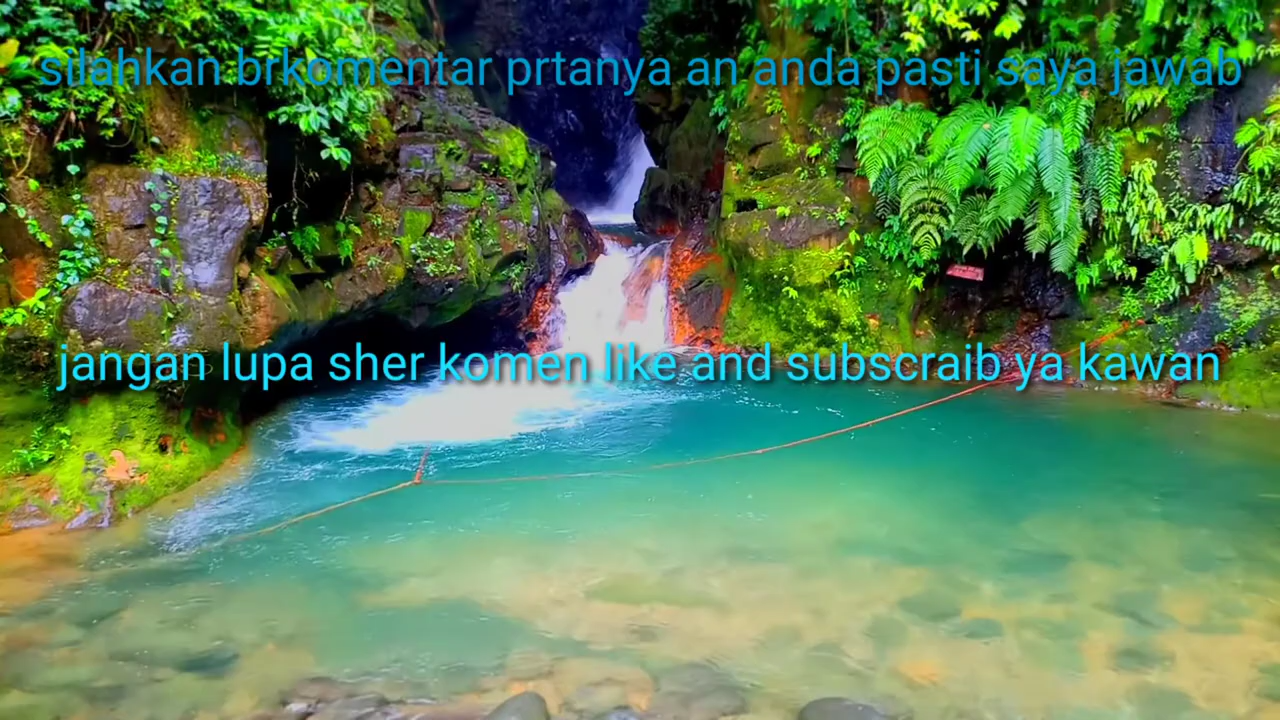 silahkan brkomentar prtanya an anda pasti saya jawab
jangan lupa sher komen like and subscraib ya kawan